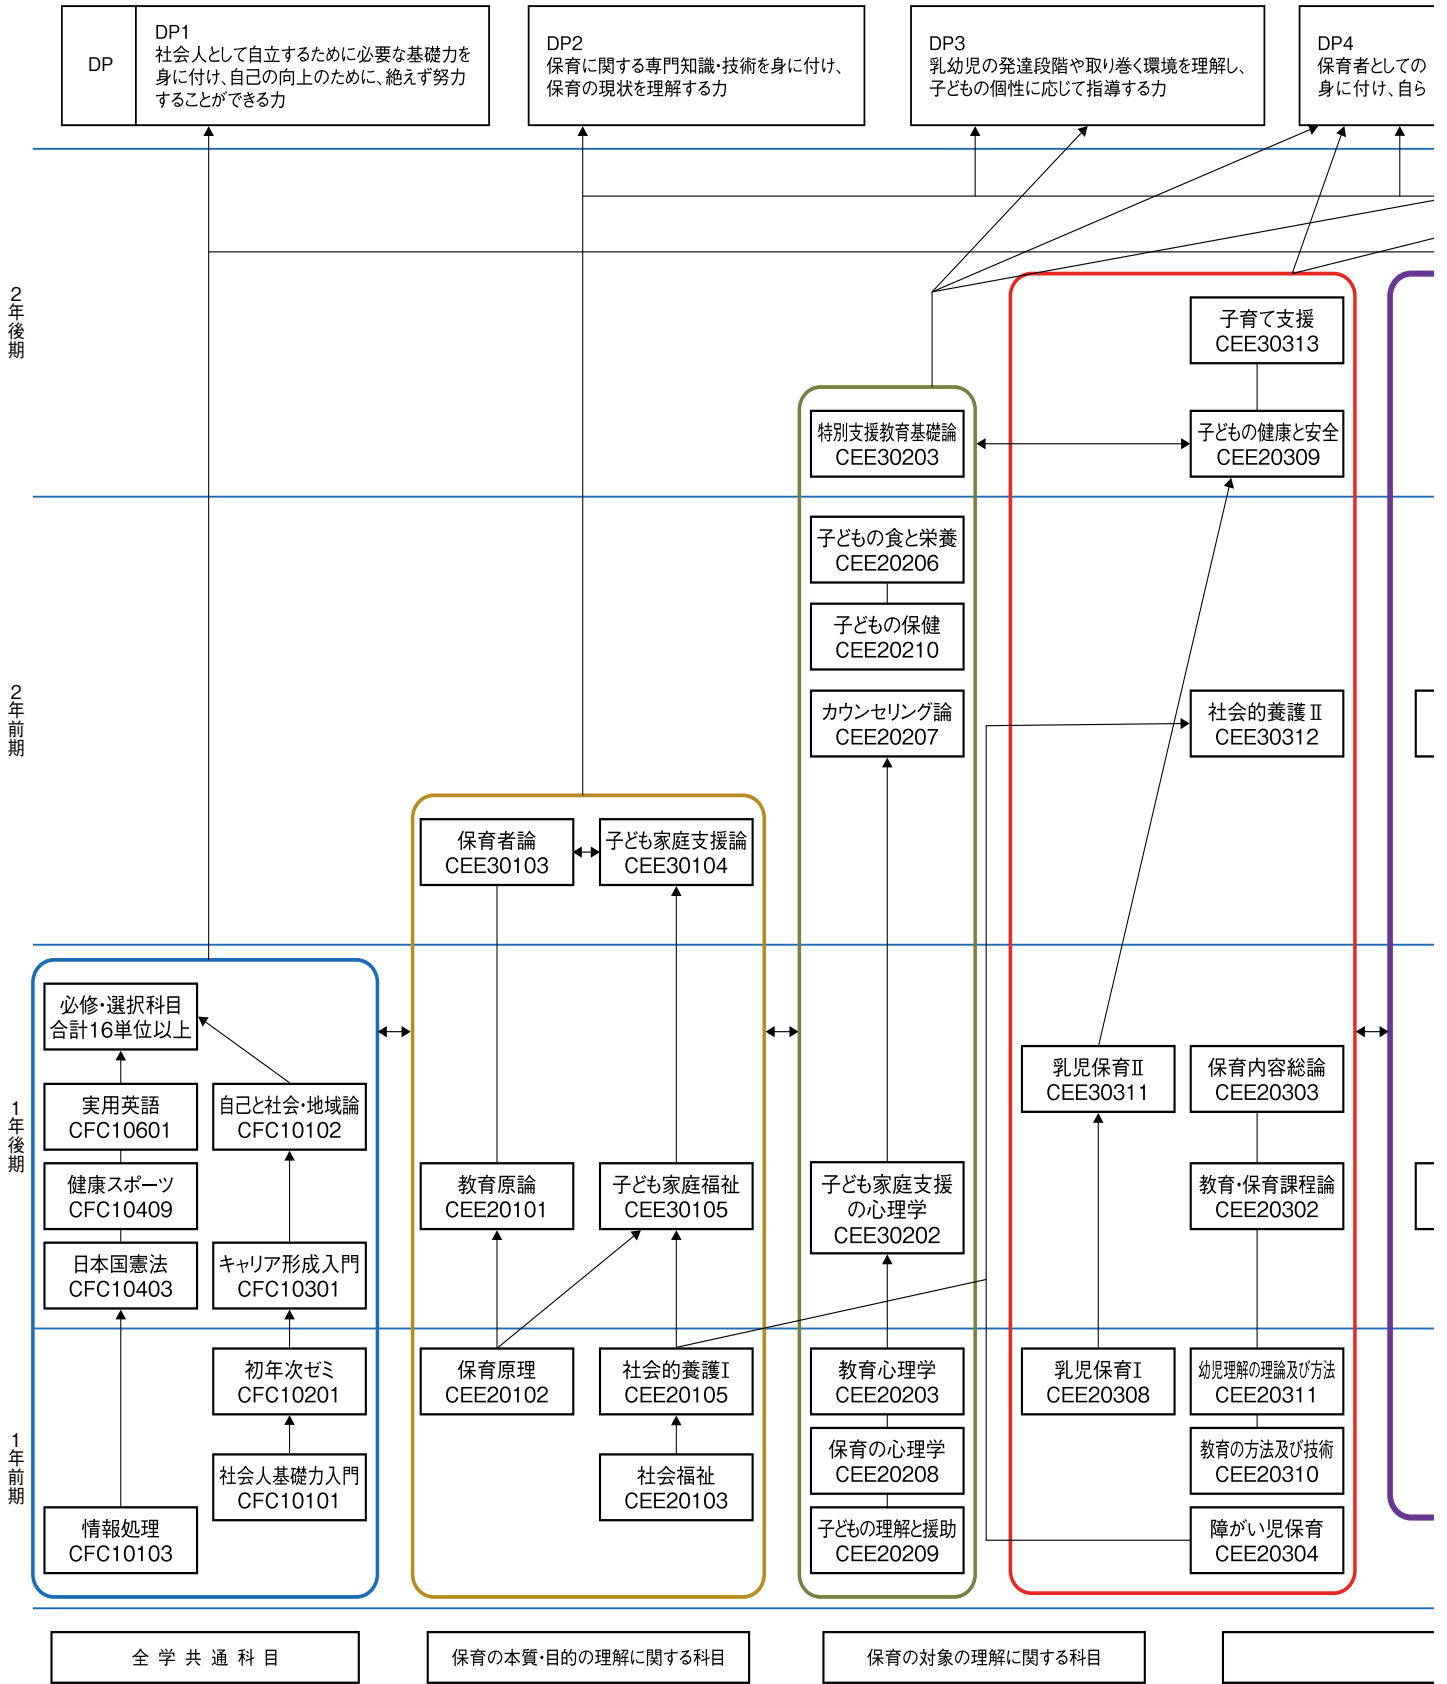 DP
DP1
社会人として自立するために必要な基礎力を
身に付け、自己の向上のために、絶えず努力
することができる力
DP2
保育に関する専門知識・技術を身に付け、
保育の現状を理解する力
DP3
乳幼児の発達段階や取り巻く環境を理解し、
子どもの個性に応じて指導する力
DP4
保育者としての
身に付け、自ら
2年後期
子育て支援
CEE30313
特別支援教育基礎論
CEE30203
子どもの健康と安全
CEE20309
2年前期
子どもの食と栄養
CEE20206
子どもの保健
CEE20210
カウンセリング論
CEE20207
社会的養護Ⅱ
CEE30312
保育者論
CEE30103
子ども家庭支援論
CEE30104
1年後期
必修・選択科目
合計16単位以上
実用英語
CFC10601
自己と社会・地域論
CFC10102
健康スポーツ
CFC10409
日本国憲法
CFC10403
キャリア形成入門
CFC10301
教育原論
CEE20101
子ども家庭福祉
CEE30105
子ども家庭支援
の心理学
CEE30202
乳児保育Ⅱ
CEE30311
保育内容総論
CEE20303
教育・保育課程論
CEE20302
1年前期
初年次ゼミ
CFC10201
社会人基礎力入門
CFC10101
情報処理
CFC10103
保育原理
CEE20102
社会的養護Ⅰ
CEE20105
社会福祉
CEE20103
教育心理学
CEE20203
保育の心理学
CEE20208
子どもの理解と援助
CEE20209
乳児保育Ⅰ
CEE20308
幼児理解の理論及び方法
CEE20311
教育の方法及び技術
CEE20310
障がい児保育
CEE20304
全学共通科目
保育の本質・目的の理解に関する科目
保育の対象の理解に関する科目